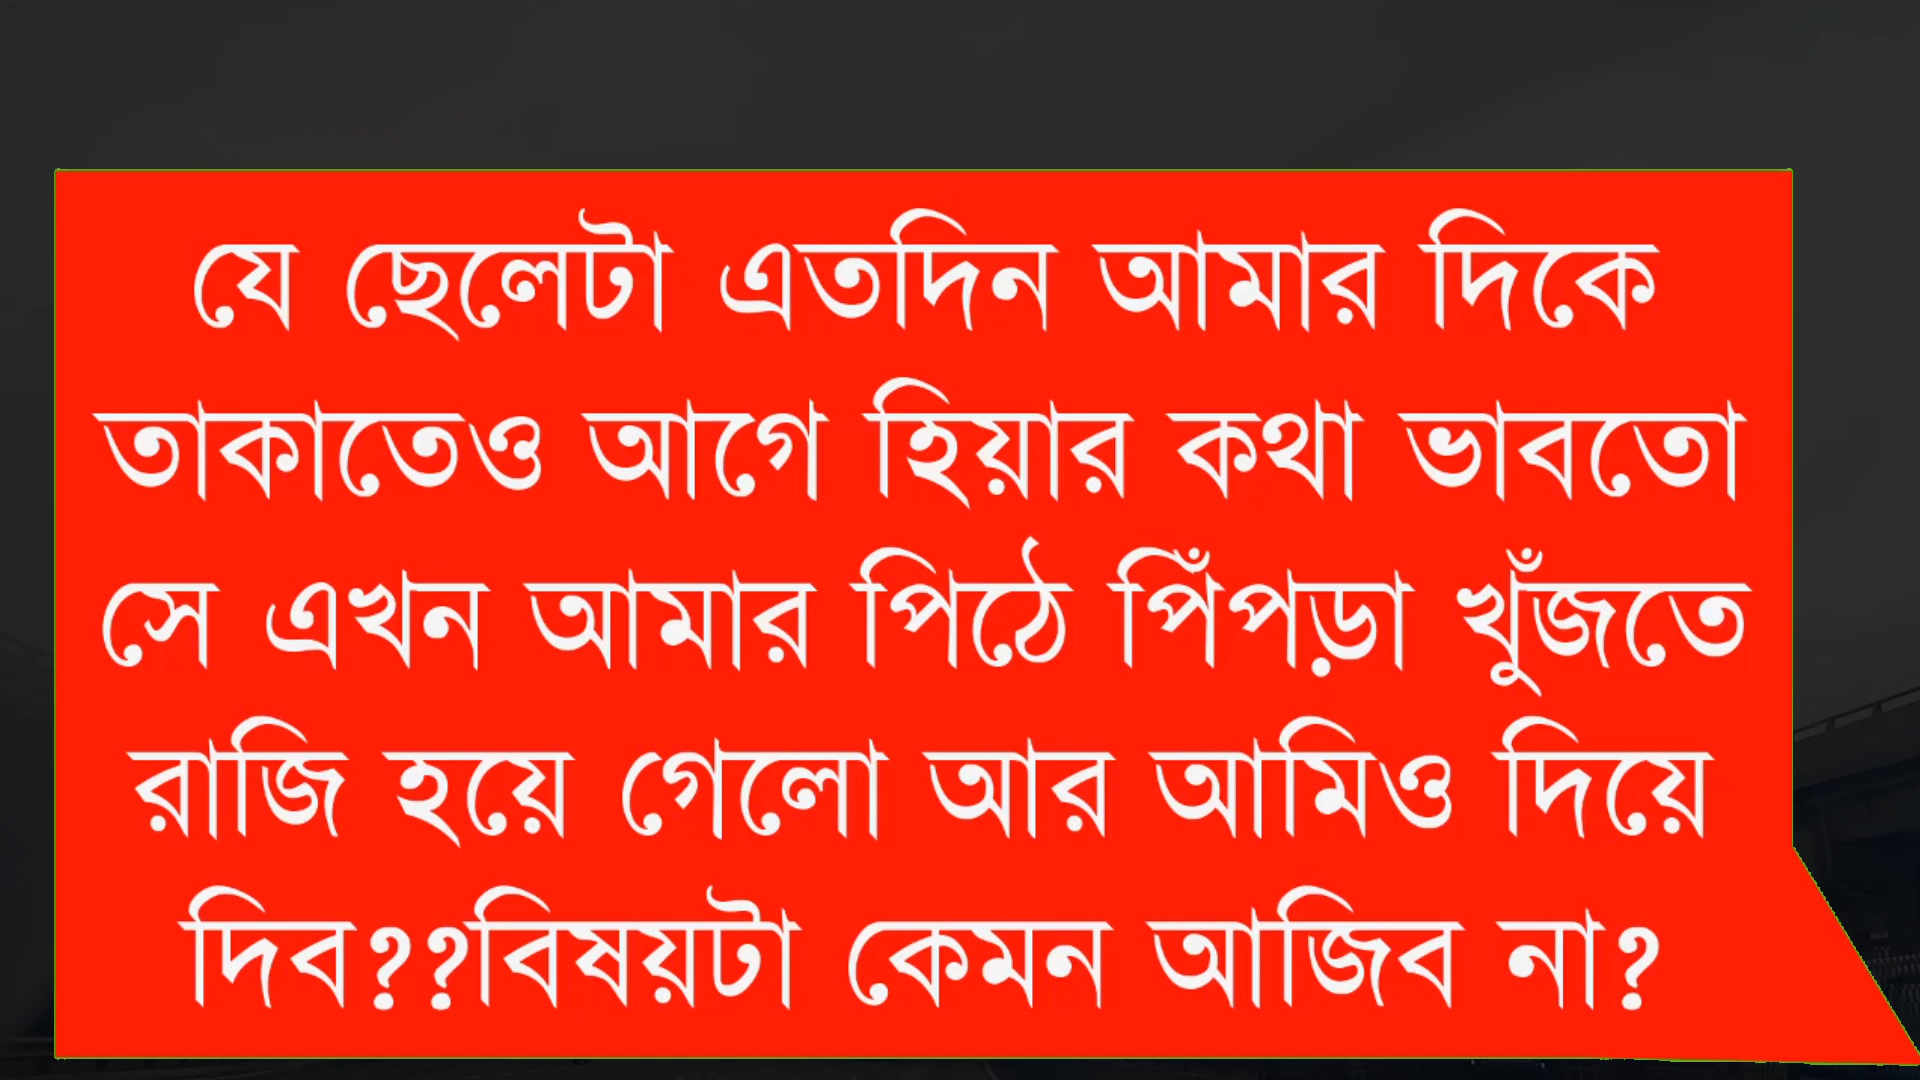 যে ছেলেটা এতদিন আমার দিকে
তাকাতেও আগে হিয়ার কথা ভাবতো
সে এখন আমার পিঠে পিঁপড়া খুঁজতে
রাজি হয়ে গেলো আর আমিও দিয়ে
দিব??বিষয়টা কেমন আজিব না?